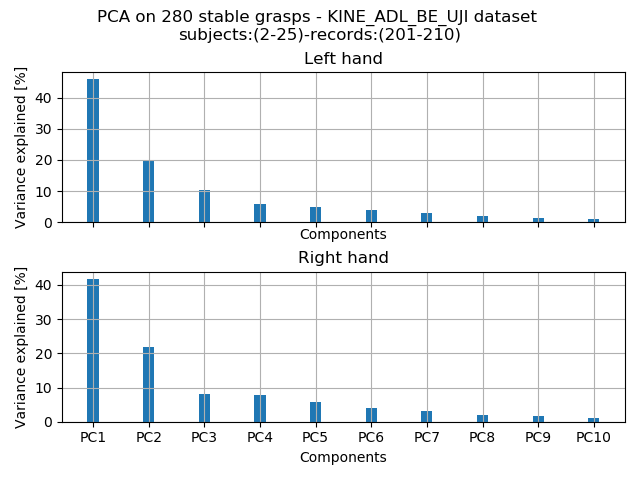 PCA on 280 stable grasps - KINE_ADL_BE_UJI dataset
subjects:(2-25)-records:(201-210)
Left hand
Variance explained [%]
40
30
20
10
0
Components
Right hand
Variance explained [%]
40
30
20
10
0
PC1 PC2 PC3 PC4 PC5 PC6 PC7 PC8 PC9 PC10
Components